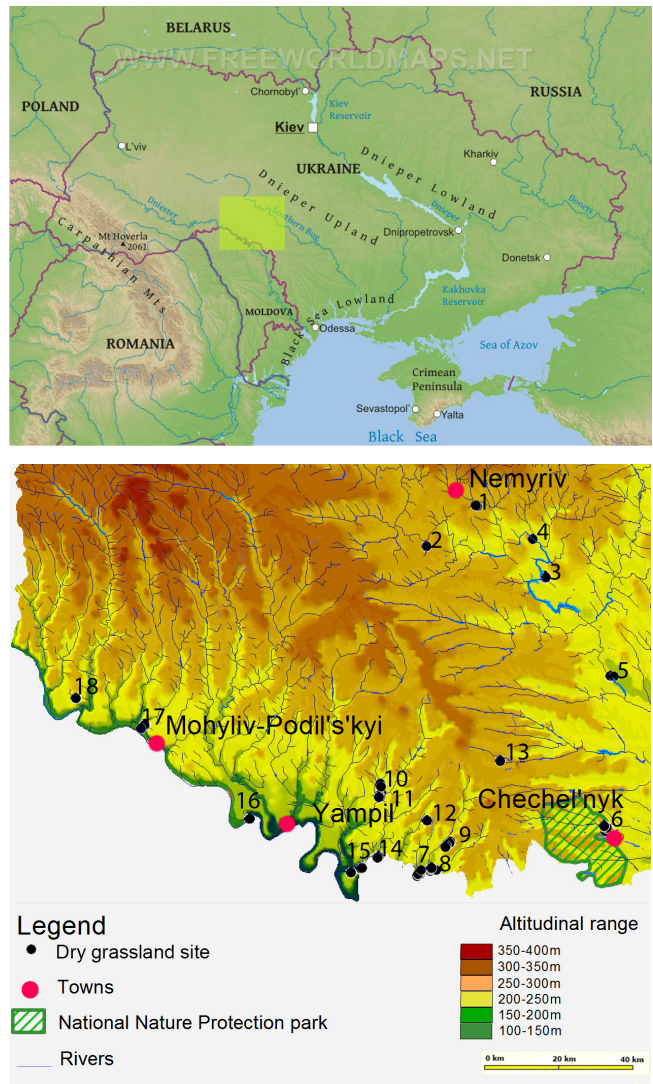 BELARUS
WWW.FREEWORLDMAPS.NET
Chornobyl'
POLAND
RUSSIA
Kiev
Reservoir
Kiev
L'viv
Kharkiv
UKRAINE
Dnieper Lowland
Dnieper Upland
Dniester
Dnieper
Donets
Southern Bug
Carpathian Mts
Mt Hoverla
2061
Dnipropetrovsk
Donetsk
Kakhovka
Reservoir
MOLDOVA
Black Sea Lowland
Odessa
ROMANIA
Sea of Azov
Crimean
Peninsula
Sevastopol'
Yalta
Black Sea
Nemyriv
1
2
4
3
5
18
17
Mohyliv-Podil's'kyi
13
10
11
Chechel'nyk
16
Yampil
12
6
9
14
15
7
8
Legend
Dry grassland site
Towns
National Nature Protection park
Rivers
Altitudinal range
350-400m
300-350m
250-300m
200-250m
150-200m
100-150m
0 km
20 km
40 km